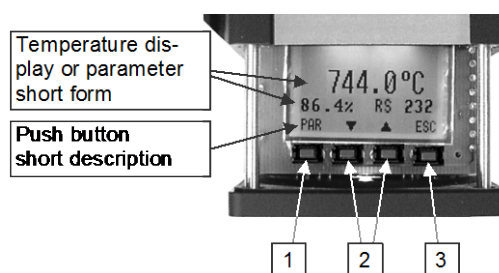 Temperature dis-
play or parameter
short form
Push button
short description
744.0°C
86.4% RS 232
PAR ▼ ▲ ESC
1 2 3